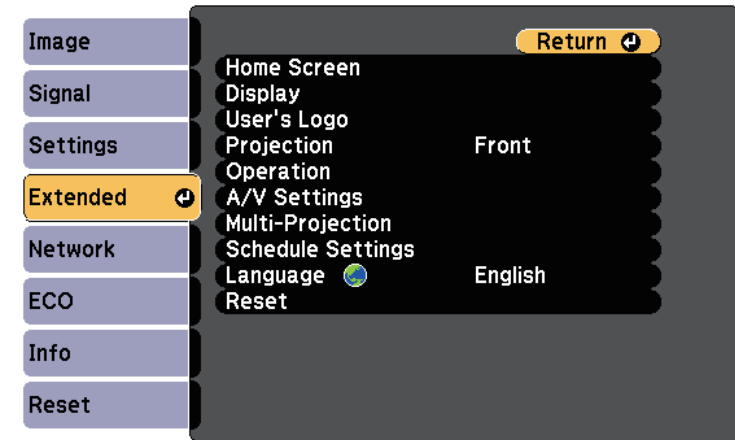 Image
Signal
Settings
Extended
Network
ECO
Info
Reset
Return
Home Screen
Display
User's Logo
Projection Front
Operation
A/V Settings
Multi-Projection
Schedule Settings
Language English
Reset